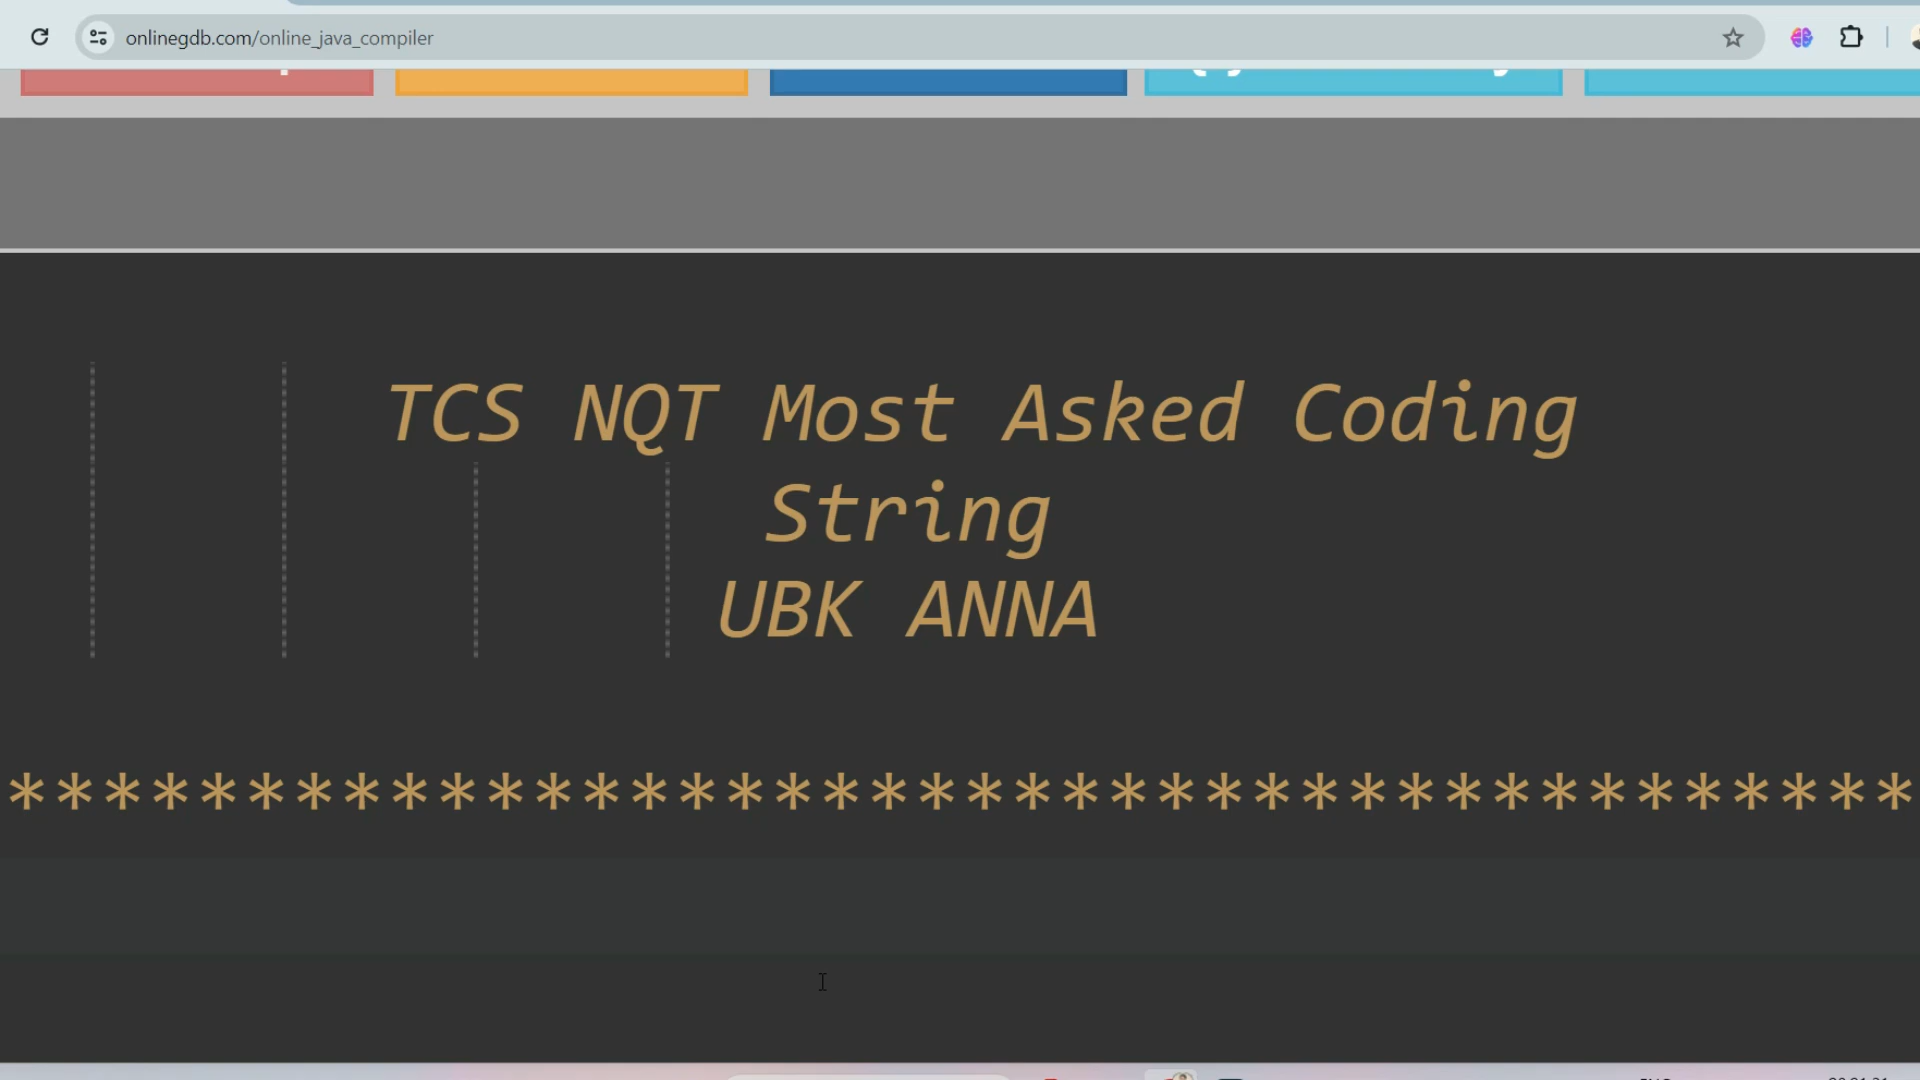 onlinegdb.com/online_java_compiler
TCS NQT Most Asked Coding
String
UBK ANNA
****************************************